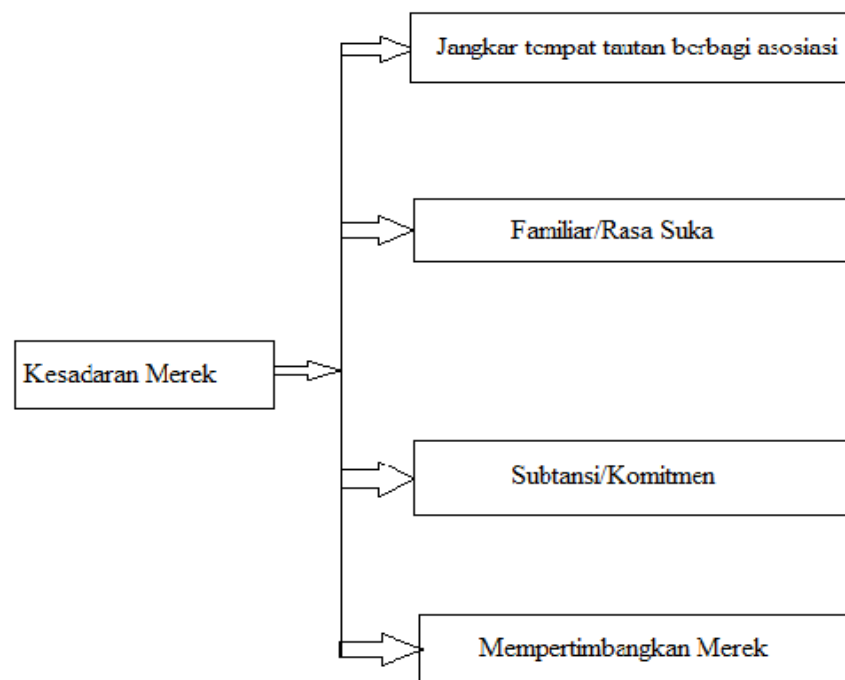 Jangkar tempat tautan berbagi asosiasi
Familiar/Rasa Suka
Kesadaran Merek
Subtansi/Komitmen
Mempertimbangkan Merek